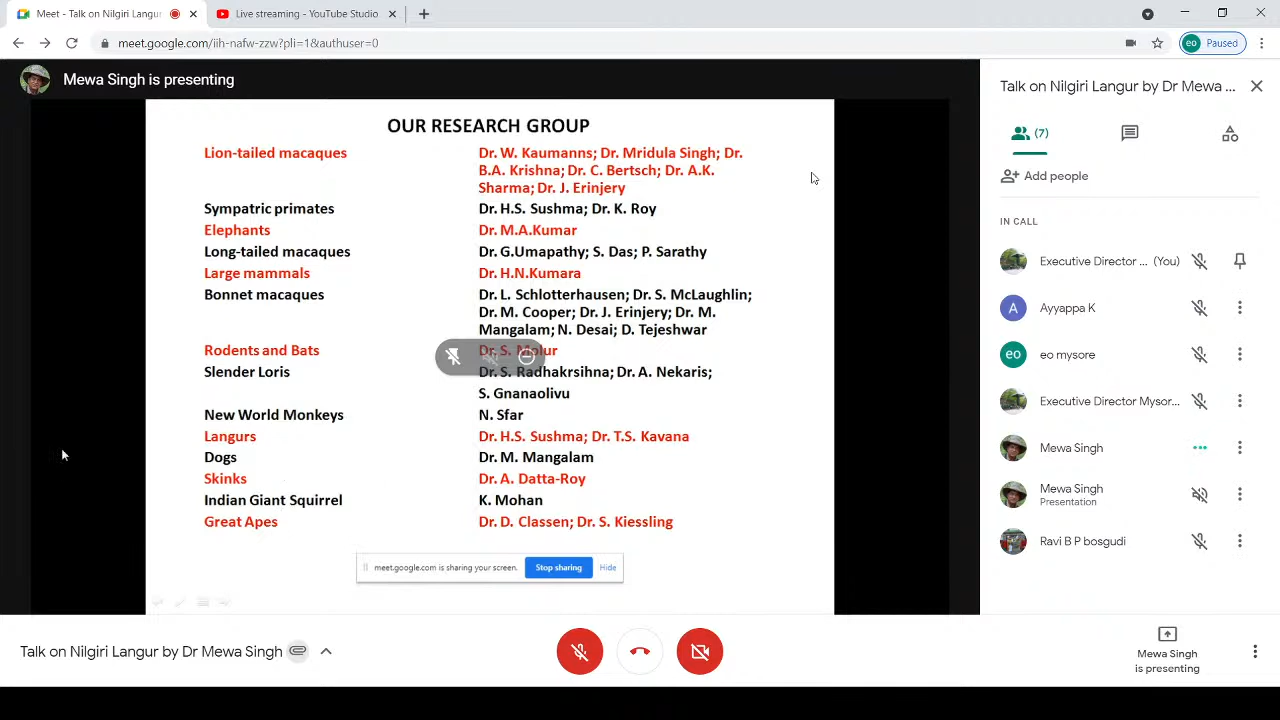 Meet - Talk on Nilgiri Langur
Live streaming - YouTube Studio
meet.google.com/iih-nafw-zzw?pli=1&authuser=0
eo Paused
Mewa Singh is presenting
OUR RESEARCH GROUP
Lion-tailed macaques Dr. W. Kaumanns; Dr. Mridula Singh; Dr.
B.A. Krishna; Dr. C. Bertsch; Dr. A.K.
Sharma; Dr. J. Erinjery
Sympatric primates Dr. H.S. Sushma; Dr. K. Roy
Elephants Dr. M.A.Kumar
Long-tailed macaques Dr. G.Umapathy; S. Das; P. Sarathy
Large mammals Dr. H.N.Kumara
Bonnet macaques Dr. L. Schlotterhausen; Dr. S. McLaughlin;
Dr. M. Cooper; Dr. J. Erinjery; Dr. M.
Mangalam; N. Desai; D. Tejeshwar
Rodents and Bats Dr. S. Molur
Slender Loris Dr. S. Radhakrsihna; Dr. A. Nekaris;
S. Gnanaolivu
New World Monkeys N. Sfar
Langurs Dr. H.S. Sushma; Dr. T.S. Kavana
Dogs Dr. M. Mangalam
Skinks Dr. A. Datta-Roy
Indian Giant Squirrel K. Mohan
Great Apes Dr. D. Classen; Dr. S. Kiessling
meet.google.com is sharing your screen. Stop sharing Hide
Talk on Nilgiri Langur by Dr Mewa ...
(7)
Add people
IN CALL
Executive Director ... (You)
A Ayyappa K
eo eo mysore
Executive Director Mysor...
Mewa Singh
Mewa Singh
Presentation
Ravi B P bosgudi
Talk on Nilgiri Langur by Dr Mewa Singh
Mewa Singh
is presenting